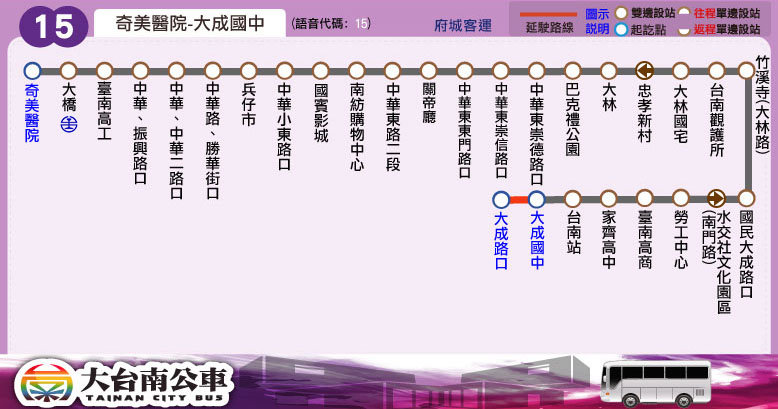 15
奇美醫院-大成國中
(語音代碼: 15)
府城客運
延駛路線
圖示
說明
雙邊設站
起訖點
往程單邊設站
返程單邊設站
奇美醫院
大橋
臺南高工
中華、振興路口
中華、中華二路口
中華路、勝華街口
兵仔市
中華小東路口
國賓影城
南紡購物中心
中華東路二段
關帝廳
中華東東門路口
中華東崇信路口
中華東崇德路口
巴克禮公園
大林
忠孝新村
大林國宅
台南觀護所
竹溪寺(大林路)
國民大成路口
水交社文化園區
(南門路)
勞工中心
臺南高商
家齊高中
台南站
大成國中
大成路口
大台南公車
TAINAN CITY BUS